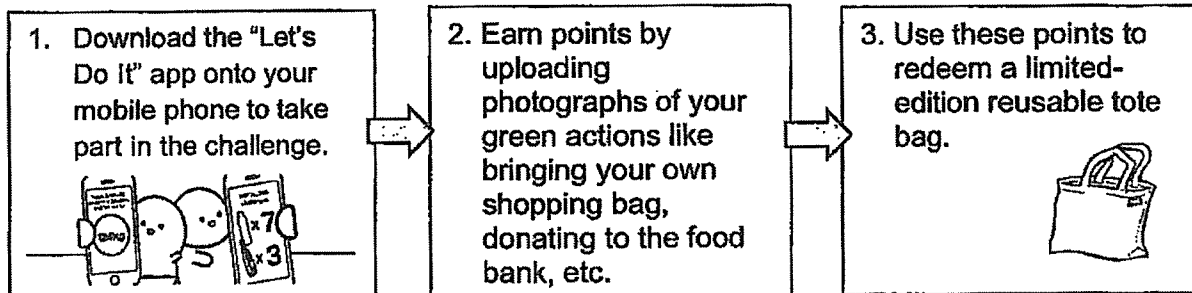 1. Download the "Let's
Do It" app onto your
mobile phone to take
part in the challenge.
x7
x3
2. Earn points by
uploading
photographs of your
green actions like
bringing your own
shopping bag,
donating to the food
bank, etc.
3. Use these points to
redeem a limited-
edition reusable tote
bag.